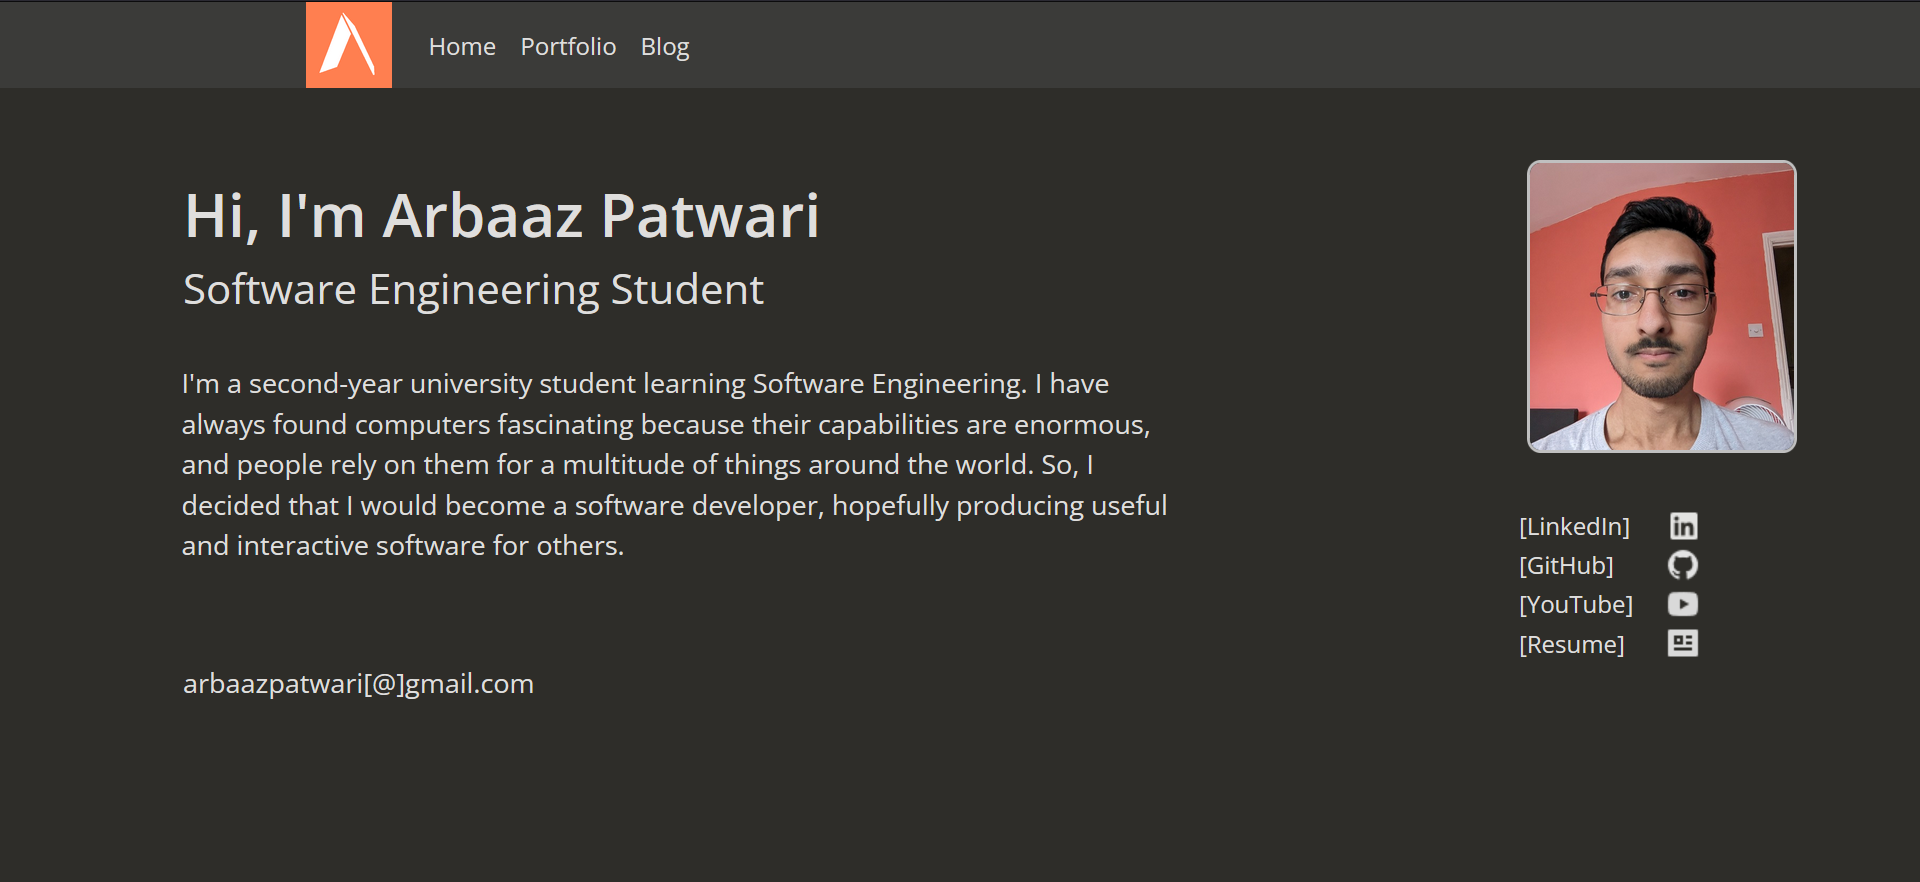 Home Portfolio Blog
Hi, I'm Arbaaz Patwari
Software Engineering Student
I'm a second-year university student learning Software Engineering. I have
always found computers fascinating because their capabilities are enormous,
and people rely on them for a multitude of things around the world. So, I
decided that I would become a software developer, hopefully producing useful
and interactive software for others.
arbaazpatwari[@]gmail.com
[LinkedIn] in
[GitHub]
[YouTube]
[Resume]